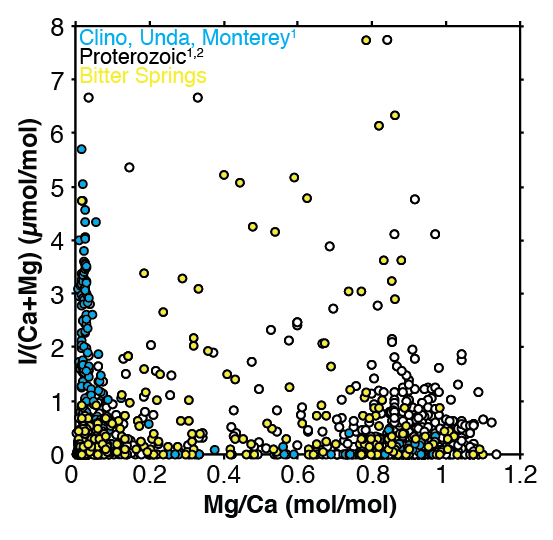 Clino, Unda, Monterey¹
Proterozoic¹,²
Bitter Springs
8
7
6
5
4
3
2
1
0
I/(Ca+Mg) (µmol/mol)
0 0.2 0.4 0.6 0.8 1 1.2
Mg/Ca (mol/mol)